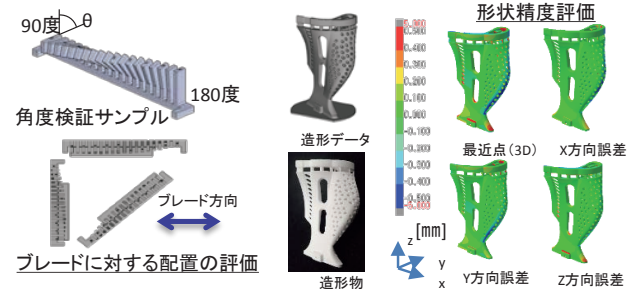 90度
θ
180度
角度検証サンプル
ブレード方向
ブレードに対する配置の評価
造形データ
造形物
形状精度評価
0.500
0.400
0.300
0.200
0.100
0.000
-0.100
-0.200
-0.300
-0.400
-0.500
[mm]
z
y
x
最近点(3D)
X方向誤差
Y方向誤差
Z方向誤差